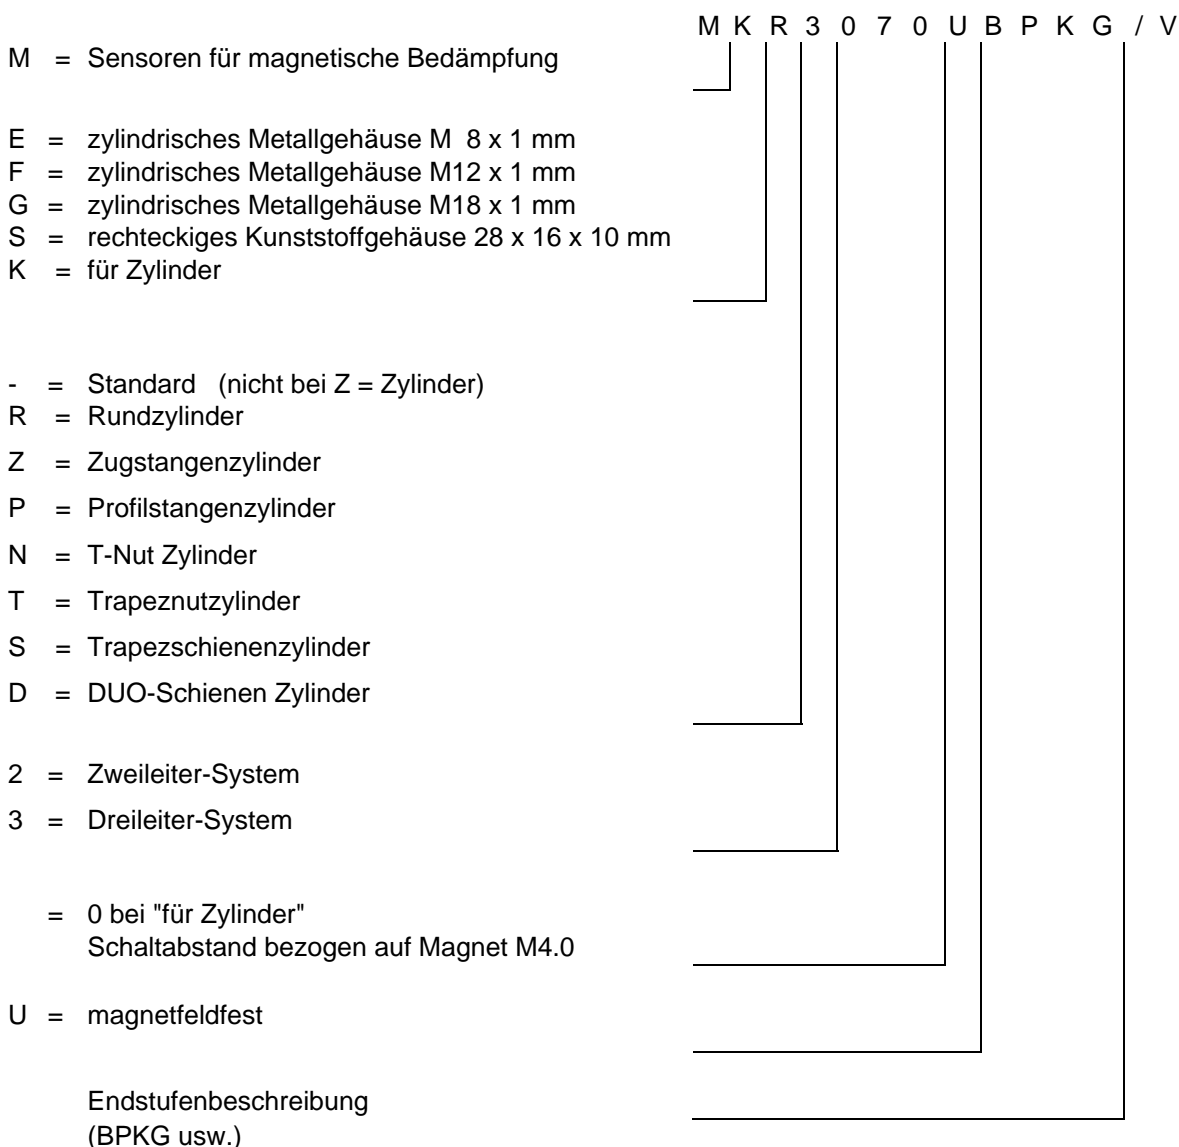 M K R 3 0 7 0 U B P K G / V
M = Sensoren für magnetische Bedämpfung
E = zylindrisches Metallgehäuse M 8 x 1 mm
F = zylindrisches Metallgehäuse M12 x 1 mm
G = zylindrisches Metallgehäuse M18 x 1 mm
S = rechteckiges Kunststoffgehäuse 28 x 16 x 10 mm
K = für Zylinder
- = Standard (nicht bei Z = Zylinder)
R = Rundzylinder
Z = Zugstangenzylinder
P = Profilstangenzylinder
N = T-Nut Zylinder
T = Trapeznutzylinder
S = Trapezschienenzylinder
D = DUO-Schienen Zylinder
2 = Zweileiter-System
3 = Dreileiter-System
= 0 bei "für Zylinder"
Schaltabstand bezogen auf Magnet M4.0
U = magnetfeldfest
Endstufenbeschreibung
(BPKG usw.)